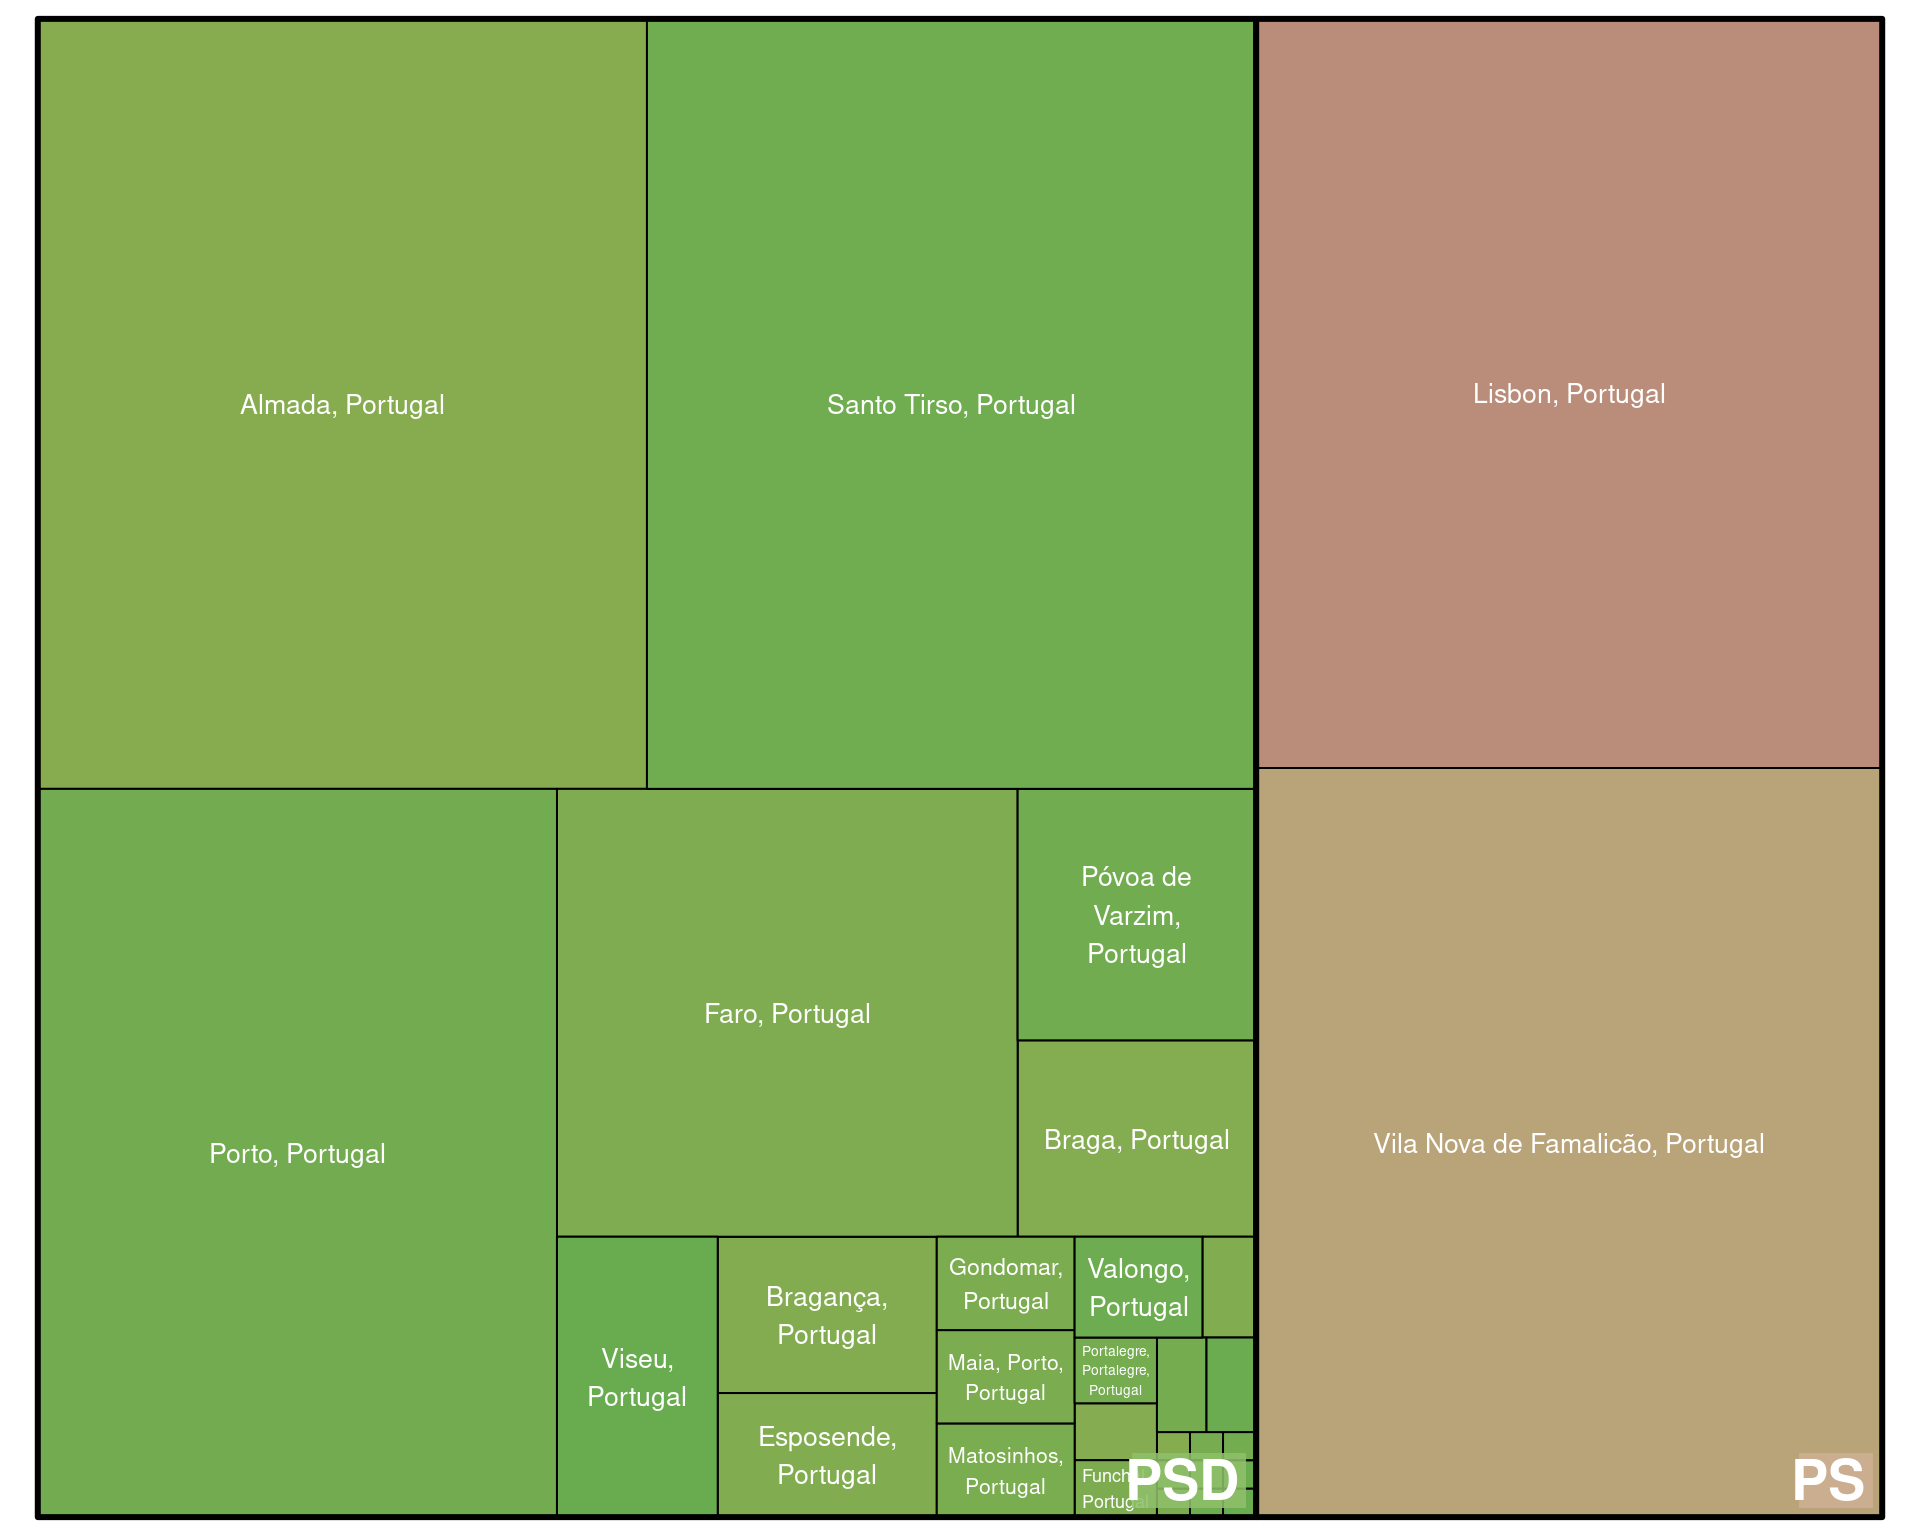 Almada, Portugal
Santo Tirso, Portugal
Lisbon, Portugal
Porto, Portugal
Faro, Portugal
Póvoa de
Varzim,
Portugal
Braga, Portugal
Vila Nova de Famalicão, Portugal
Viseu,
Portugal
Bragança,
Portugal
Esposende,
Portugal
Gondomar,
Portugal
Maia, Porto,
Portugal
Matosinhos,
Portugal
Valongo,
Portugal
Portalegre,
Portalegre,
Portugal
Portugal
PSD
PS